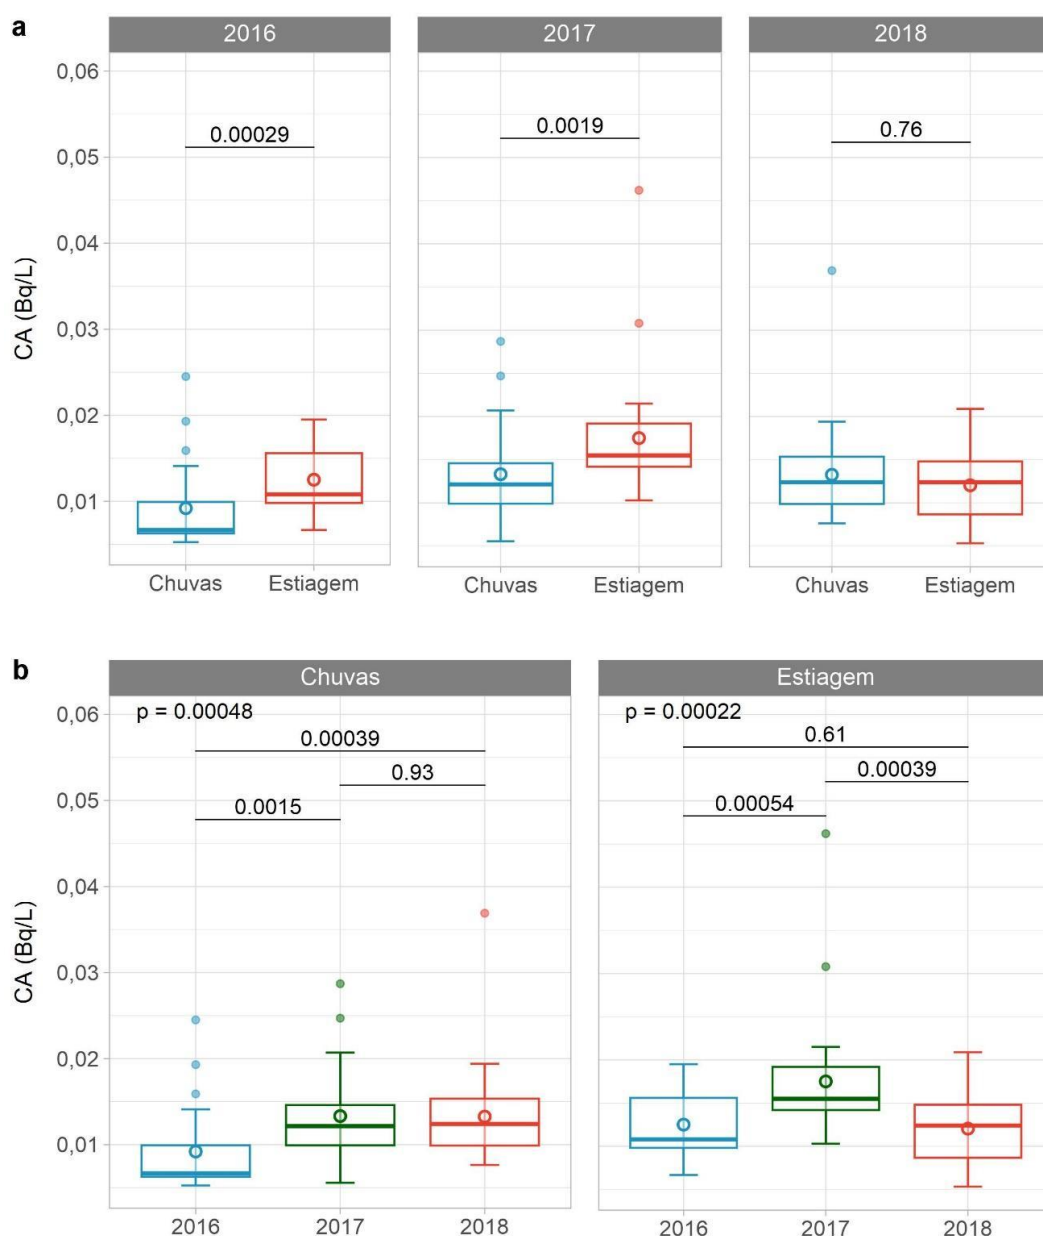 a
2016 2017 2018
0,06
0.00029 0.0019 0.76
0,05
0,04
CA (Bq/L)
0,03
0,02
0,01
Chuvas Estiagem Chuvas Estiagem Chuvas Estiagem
b
Chuvas Estiagem
0,06 p = 0.00048 p = 0.00022
0.00039 0.61
0.93 0.00039
0,05
0.0015 0.00054
0,04
CA (Bq/L)
0,03
0,02
0,01
2016 2017 2018 2016 2017 2018